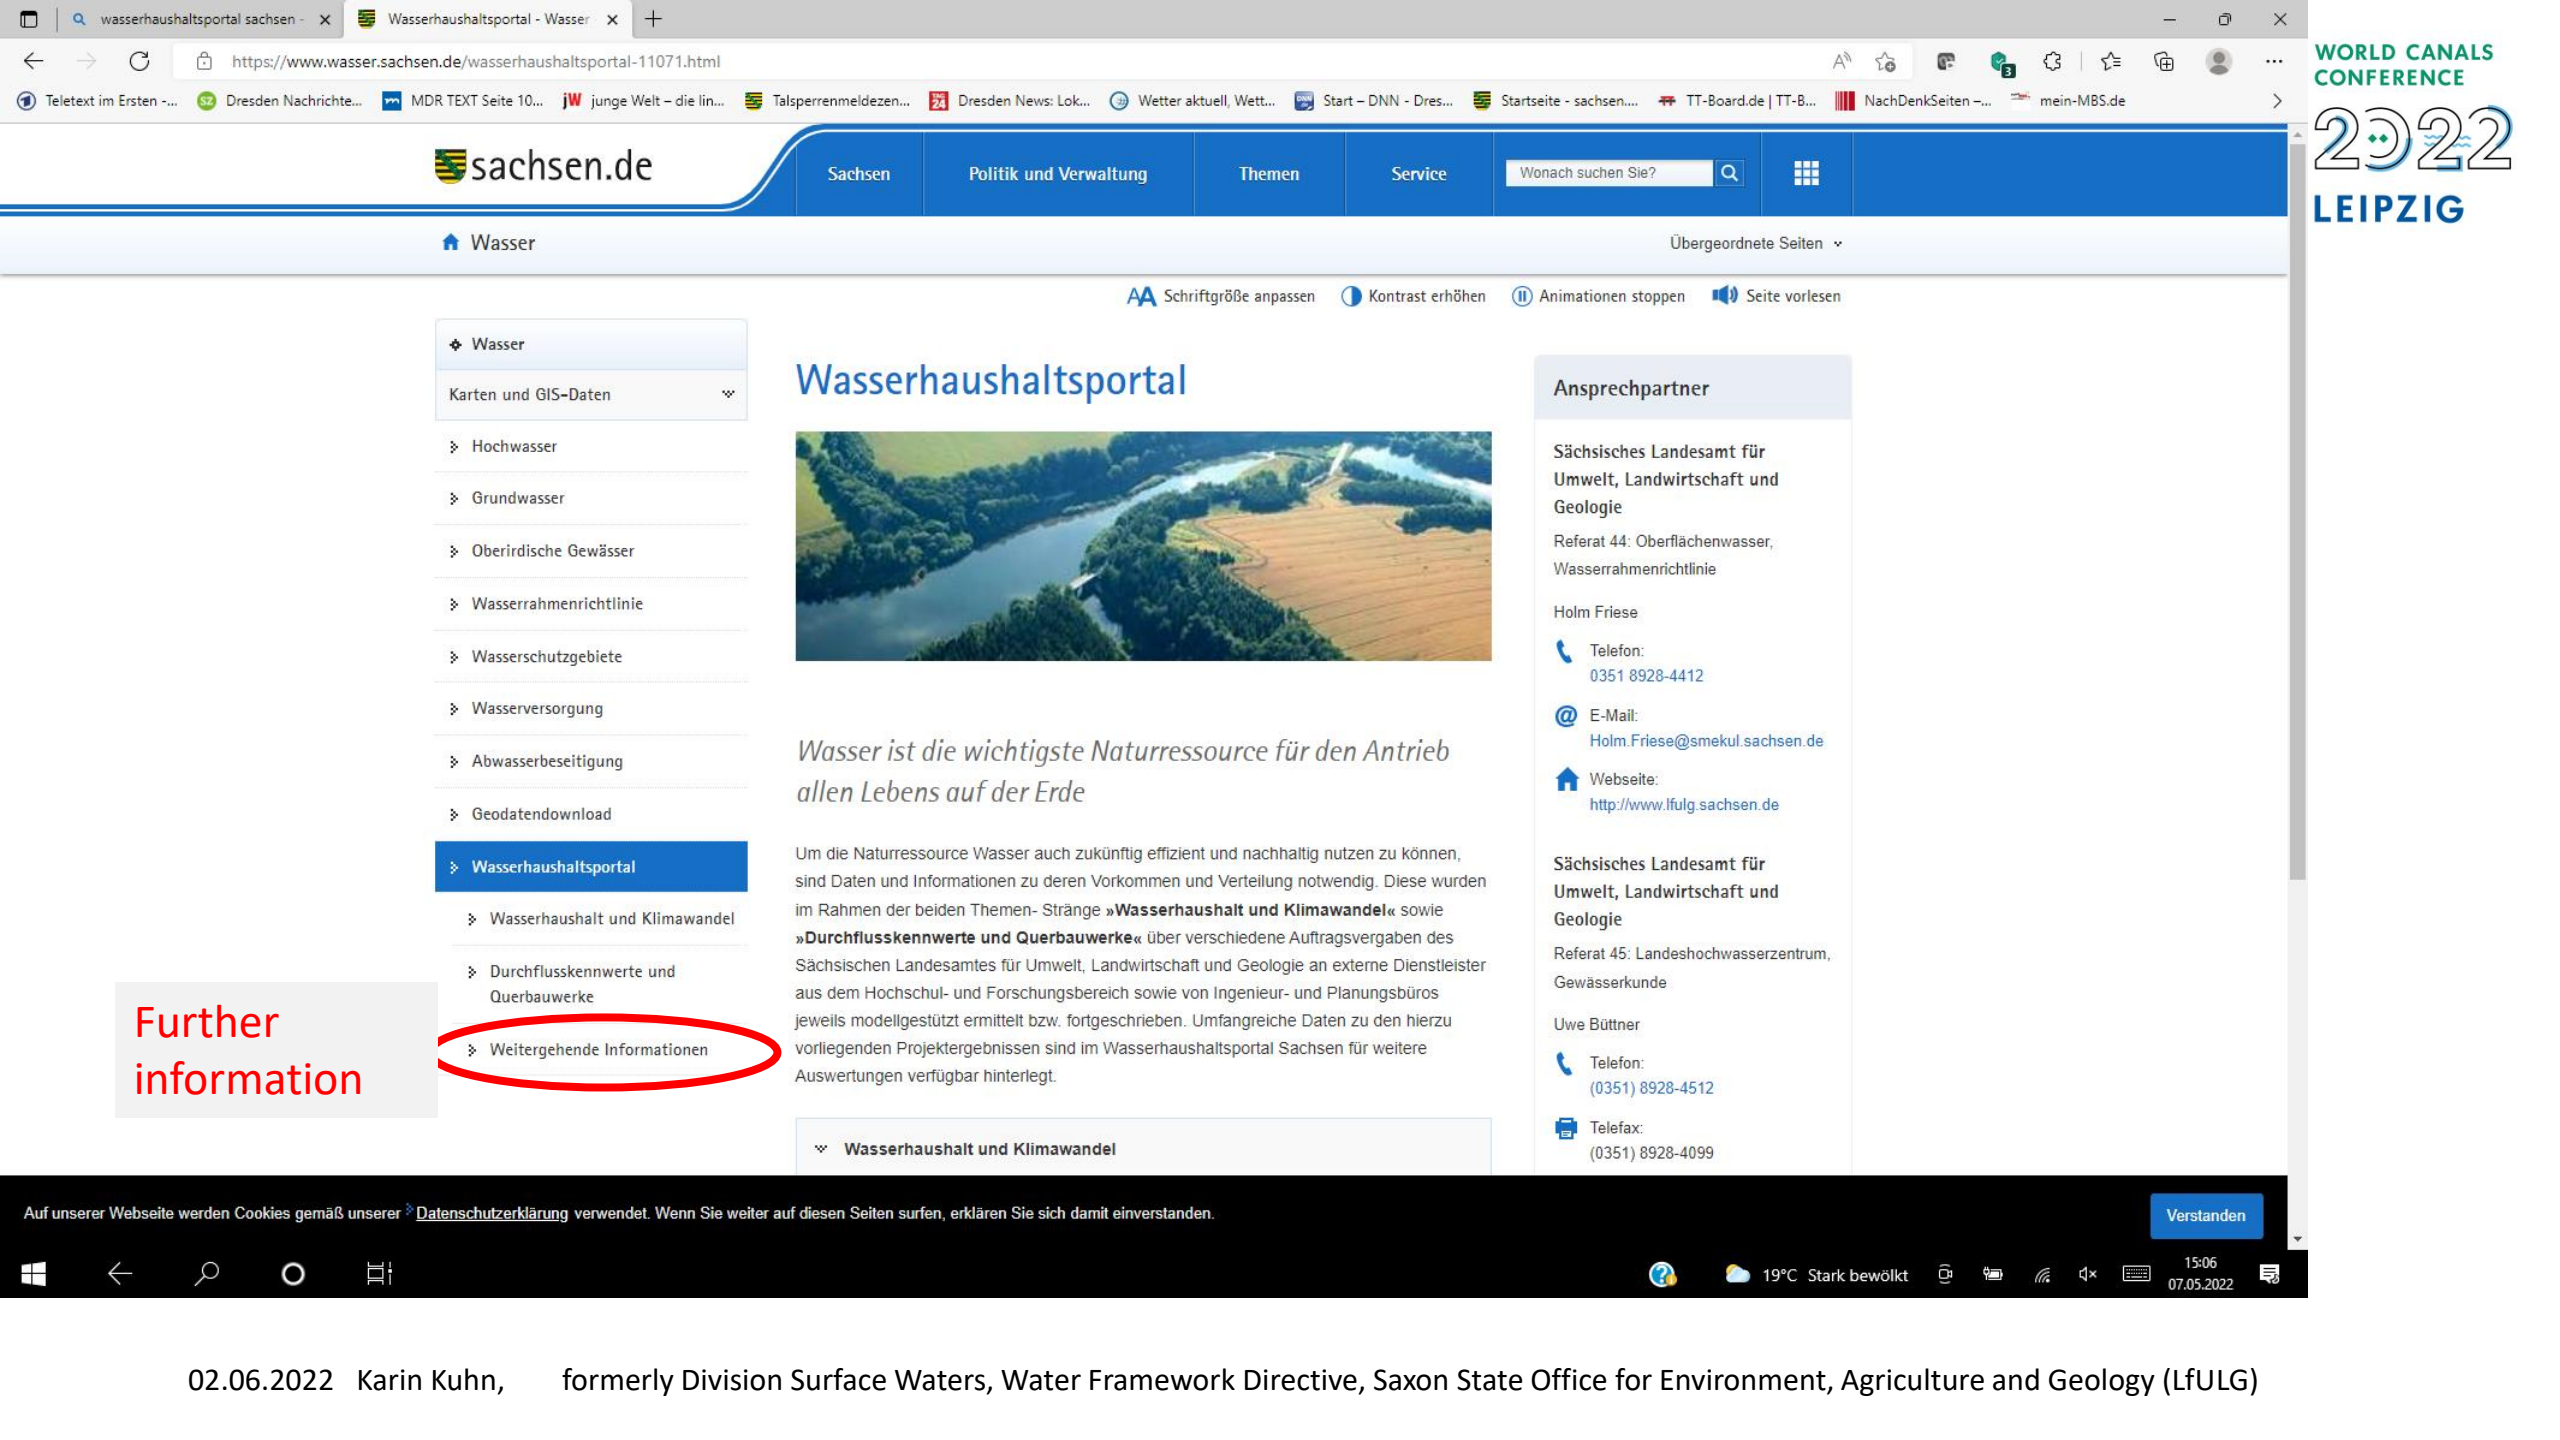 wasserhaushaltsportal sachsen -
Wasserhaushaltsportal - Wasser
https://www.wasser.sachsen.de/wasserhaushaltsportal-11071.html
Teletext im Ersten -...
Dresden Nachrichte...
MDR TEXT Seite 10...
junge Welt – die lin...
Talsperrenmeldezen...
Dresden News: Lok...
Wetter aktuell, Wett...
Start – DNN - Dres...
Startseite - sachsen....
TT-Board.de | TT-B...
NachDenkSeiten –...
mein-MBS.de
WORLD CANALS
CONFERENCE
2022
LEIPZIG
sachsen.de
Sachsen
Politik und Verwaltung
Themen
Service
Wonach suchen Sie?
Wasser
Übergeordnete Seiten
Schriftgröße anpassen
Kontrast erhöhen
Animationen stoppen
Seite vorlesen
Wasser
Karten und GIS-Daten
Hochwasser
Grundwasser
Oberirdische Gewässer
Wasserrahmenrichtlinie
Wasserschutzgebiete
Wasserversorgung
Abwasserbeseitigung
Geodatendownload
Wasserhaushaltsportal
Wasserhaushalt und Klimawandel
Durchflusskennwerte und
Querbauwerke
Weitergehende Informationen
Further
information
Wasserhaushaltsportal
Wasser ist die wichtigste Naturressource für den Antrieb
allen Lebens auf der Erde
Um die Naturressource Wasser auch zukünftig effizient und nachhaltig nutzen zu können,
sind Daten und Informationen zu deren Vorkommen und Verteilung notwendig. Diese wurden
im Rahmen der beiden Themen- Stränge »Wasserhaushalt und Klimawandel« sowie
»Durchflusskennwerte und Querbauwerke« über verschiedene Auftragsvergaben des
Sächsischen Landesamtes für Umwelt, Landwirtschaft und Geologie an externe Dienstleister
aus dem Hochschul- und Forschungsbereich sowie von Ingenieur- und Planungsbüros
jeweils modellgestützt ermittelt bzw. fortgeschrieben. Umfangreiche Daten zu den hierzu
vorliegenden Projektergebnissen sind im Wasserhaushaltsportal Sachsen für weitere
Auswertungen verfügbar hinterlegt.
Wasserhaushalt und Klimawandel
Ansprechpartner
Sächsisches Landesamt für
Umwelt, Landwirtschaft und
Geologie
Referat 44: Oberflächenwasser,
Wasserrahmenrichtlinie
Holm Friese
Telefon:
0351 8928-4412
E-Mail:
Holm.Friese@smekul.sachsen.de
Webseite:
http://www.lfulg.sachsen.de
Sächsisches Landesamt für
Umwelt, Landwirtschaft und
Geologie
Referat 45: Landeshochwasserzentrum,
Gewässerkunde
Uwe Büttner
Telefon:
(0351) 8928-4512
Telefax:
(0351) 8928-4099
Auf unserer Webseite werden Cookies gemäß unserer Datenschutzerklärung verwendet. Wenn Sie weiter auf diesen Seiten surfen, erklären Sie sich damit einverstanden.
Verstanden
19°C Stark bewölkt
15:06
07.05.2022
02.06.2022 Karin Kuhn, formerly Division Surface Waters, Water Framework Directive, Saxon State Office for Environment, Agriculture and Geology (LfULG)